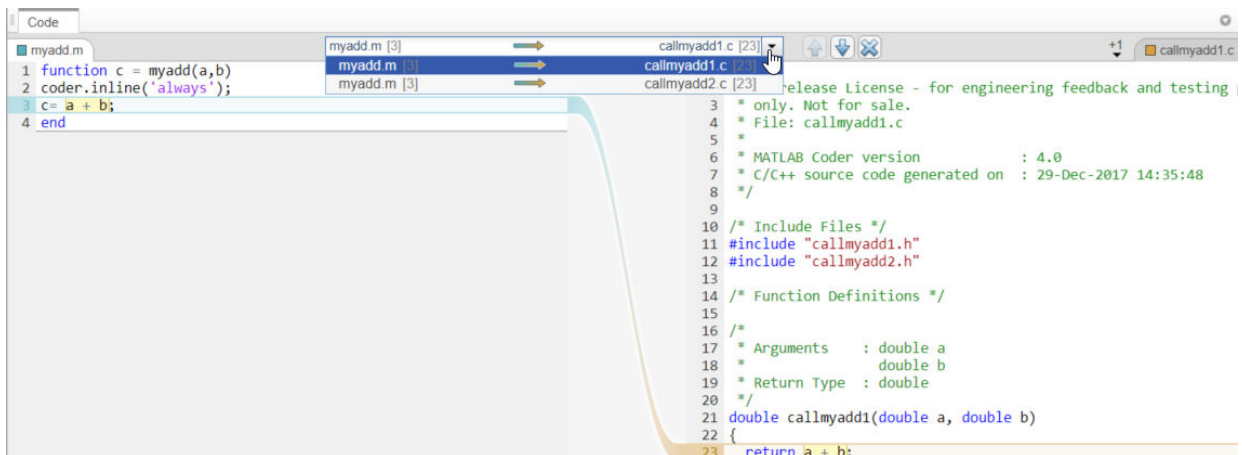 Code
myadd.m
myadd.m [3] callmyadd1.c [23]
myadd.m [3] callmyadd1.c [23]
myadd.m [3] callmyadd2.c [23]
+1
callmyadd1.c
1 function c = myadd(a,b)
2 coder.inline('always');
3 c= a + b;
4 end
release License - for engineering feedback and testing
3 * only. Not for sale.
4 * File: callmyadd1.c
5 *
6 * MATLAB Coder version : 4.0
7 * C/C++ source code generated on : 29-Dec-2017 14:35:48
8 */
9
10 /* Include Files */
11 #include "callmyadd1.h"
12 #include "callmyadd2.h"
13
14 /* Function Definitions */
15
16 /*
17 * Arguments : double a
18 * double b
19 * Return Type : double
20 */
21 double callmyadd1(double a, double b)
22 {
23 return a + b;